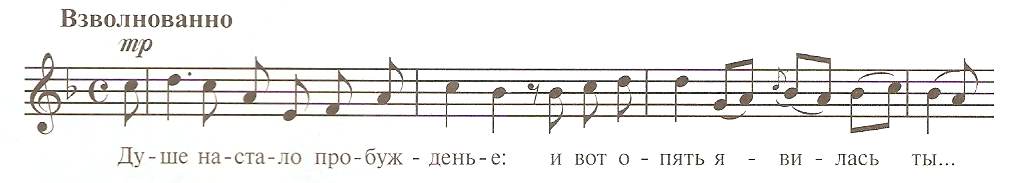 Взволнованно
mp
Ду-ше на-ста-ло про-буж-день-е: и вот о-пять я-ви-лась ты...